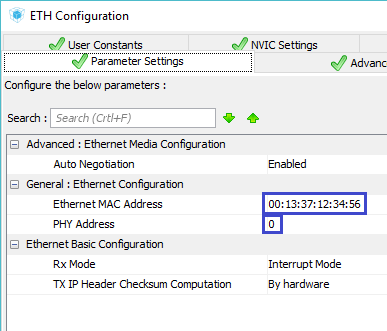 ETH Configuration
User Constants NVIC Settings
Parameter Settings Advanc
Configure the below parameters :
Search : Search (Crtl+F)
Advanced : Ethernet Media Configuration
Auto Negotiation Enabled
General : Ethernet Configuration
Ethernet MAC Address 00:13:37:12:34:56
PHY Address 0
Ethernet Basic Configuration
Rx Mode Interrupt Mode
TX IP Header Checksum Computation By hardware